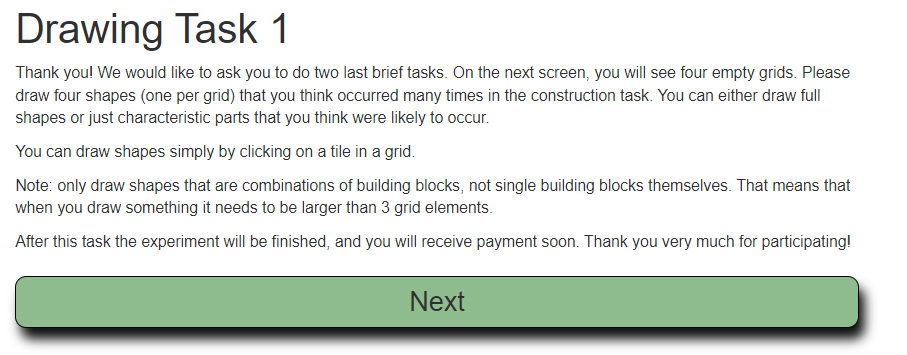 Drawing Task 1
Thank you! We would like to ask you to do two last brief tasks. On the next screen, you will see four empty grids. Please
draw four shapes (one per grid) that you think occurred many times in the construction task. You can either draw full
shapes or just characteristic parts that you think were likely to occur.
You can draw shapes simply by clicking on a tile in a grid.
Note: only draw shapes that are combinations of building blocks, not single building blocks themselves. That means that
when you draw something it needs to be larger than 3 grid elements.
After this task the experiment will be finished, and you will receive payment soon. Thank you very much for participating!
Next